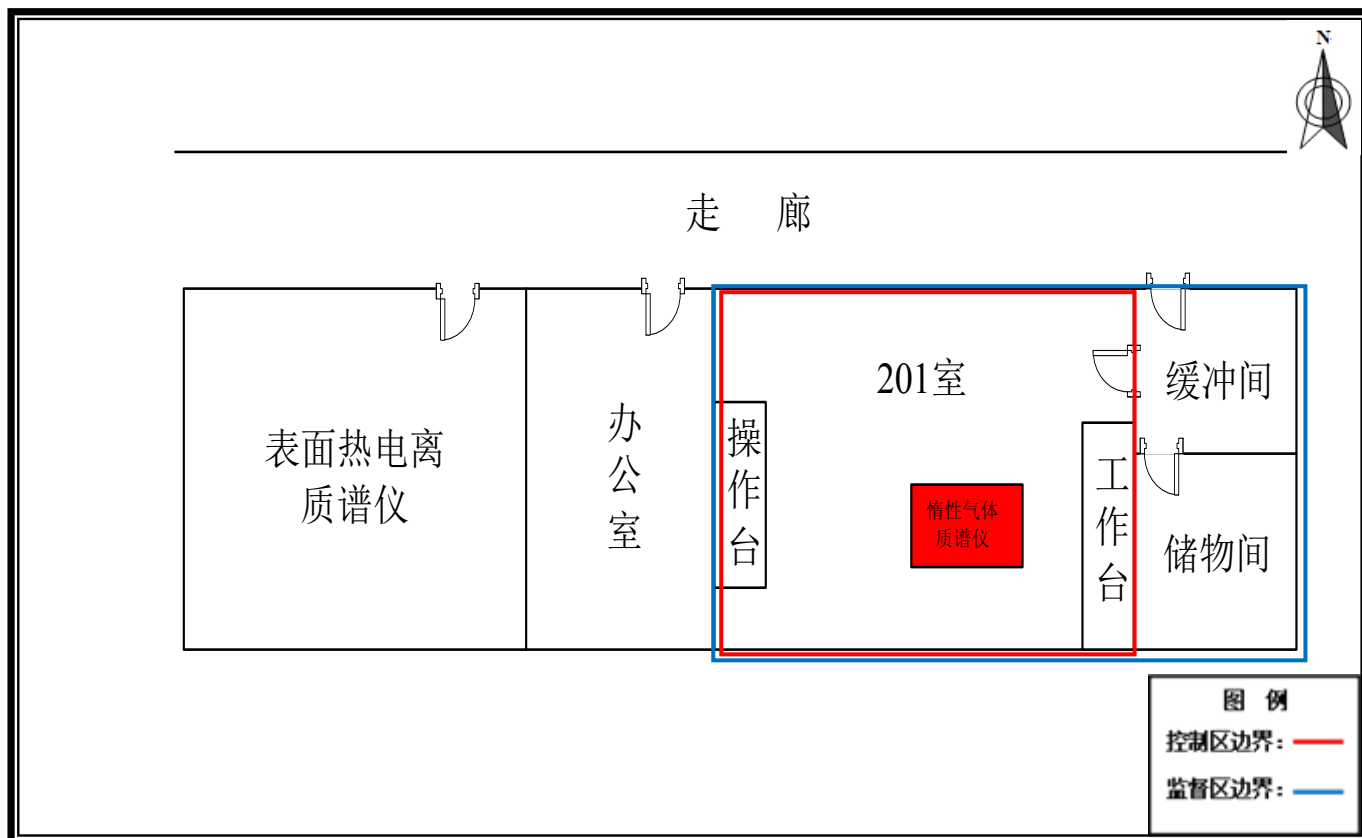 N
走 廊
表面热电离
质谱仪
办公室
操作台
201室
惰性气体
质谱仪
工作台
缓冲间
储物间
图 例
控制区边界：
监督区边界：